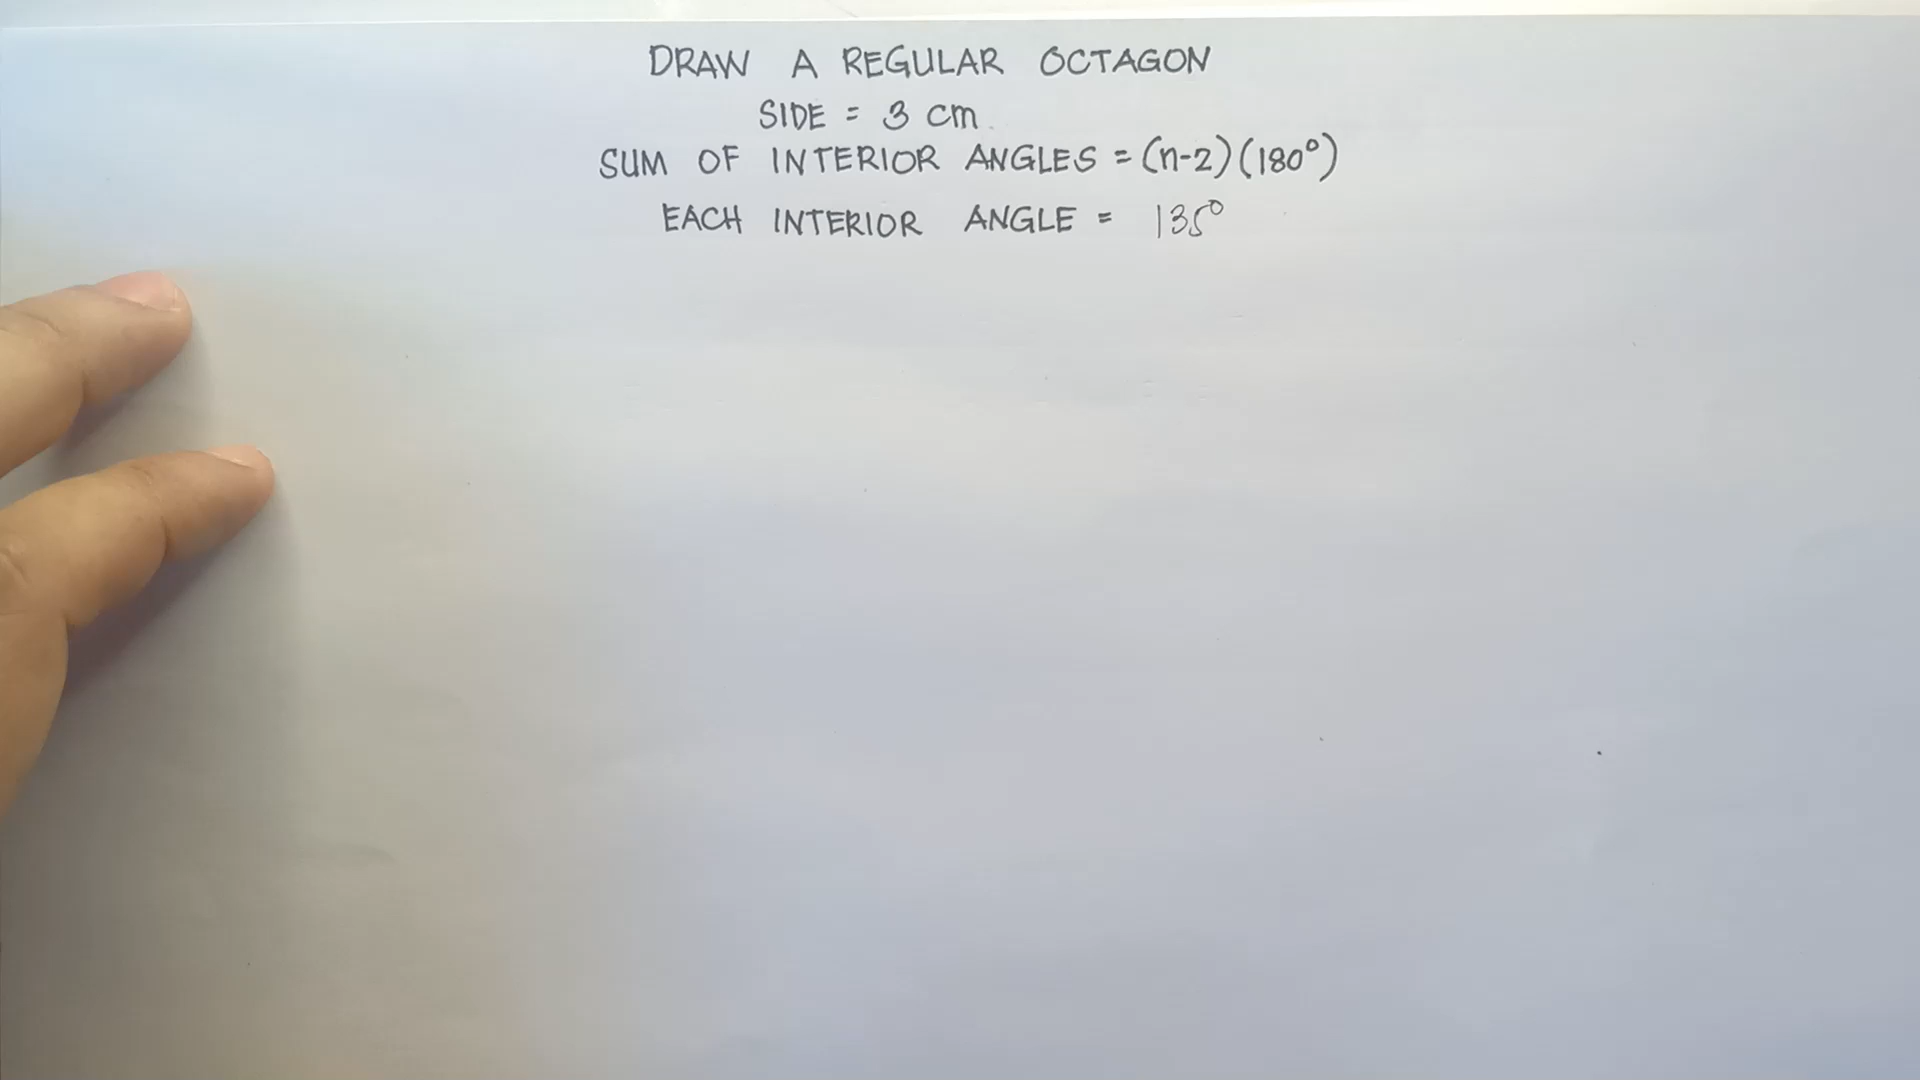 DRAW A REGULAR OCTAGON
SIDE = 3 cm.
SUM OF INTERIOR ANGLES = (n-2)(180°)
EACH INTERIOR ANGLE = 135°